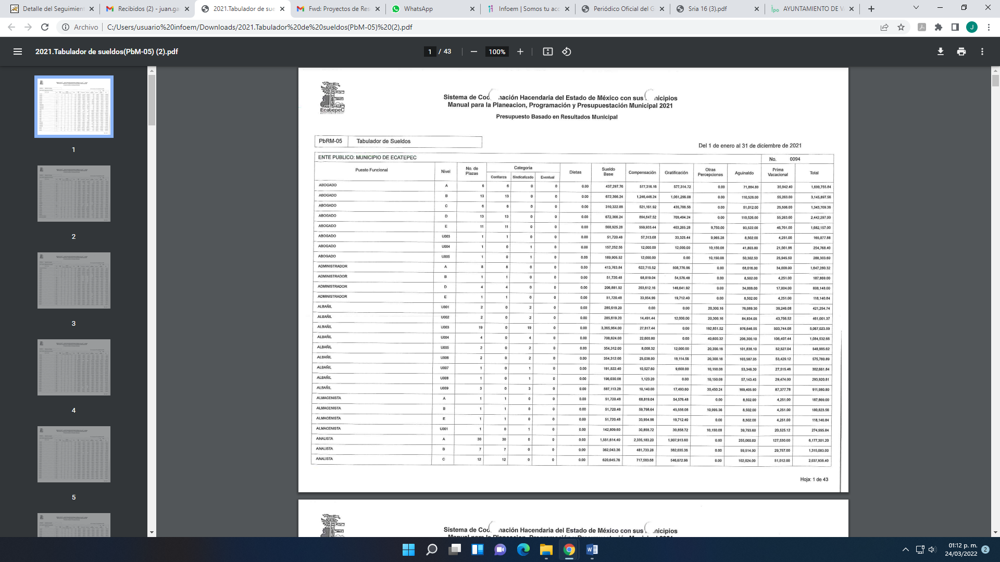 Detalle del Seguimient
Recibidos (2) - juan.ga
2021.Tabulador de sue
Fwd: Proyectos de Res
WhatsApp
Infoem | Somos tu acc
Periódico Oficial del G
Sria 16 (3).pdf
AYUNTAMIENTO DE VA
Archivo
C:/Users/usuario%20infoem/Downloads/2021.Tabulador%20de%20sueldos(PbM-05)%20(2).pdf
J
2021.Tabulador de sueldos(PbM-05) (2).pdf
1 / 43
100%
1
2
3
4
5
EcatepeC
Sistema de Coo nación Hacendaria del Estado de México con sus nicipios
Manual para la Planeacion, Programación y Presupuestación Municipal 2021
Presupuesto Basado en Resultados Municipal
PbRM-05 Tabulador de Sueldos
Del 1 de enero al 31 de diciembre de 2021
ENTE PUBLICO: MUNICIPIO DE ECATEPEC No. 0094
Puesto Funcional Nivel No. de Plazas Categoria Confianza Sindicalizado Eventual Dietas Sueldo Base Compensación Gratificación Otras Percepciones Aguinaldo Prima Vacacional Total
ABOGADO A 6 6 0 0 0.00 437,297.76 577,316.16 577,314.72 0.00 71,884.80 35,942.40 1,699,755.84
ABOGADO B 13 13 0 0 0.00 672,366.24 1,246,446.24 1,061,296.08 0.00 110,526.00 55,263.00 3,145,897.56
ABOGADO C 6 6 0 0 0.00 310,322.88 521,161.92 435,706.56 0.00 51,012.00 25,506.00 1,343,709.36
ABOGADO D 13 13 0 0 0.00 672,366.24 894,647.52 709,494.24 0.00 110,526.00 55,263.00 2,442,297.00
ABOGADO E 11 11 0 0 0.00 568,925.28 559,933.44 403,265.28 9,750.00 93,522.00 46,761.00 1,682,157.00
ABOGADO U003 1 1 0 0 0.00 51,720.48 57,313.68 33,325.44 9,965.28 8,502.00 4,251.00 165,077.88
ABOGADO U004 1 0 1 0 0.00 157,252.56 12,000.00 12,000.00 10,150.08 41,803.80 21,561.96 254,768.40
ABOGADO U005 1 0 1 0 0.00 189,905.52 12,000.00 0.00 10,150.08 50,302.50 25,945.50 288,303.60
ADMINISTRADOR A 8 8 0 0 0.00 413,763.84 622,715.52 508,776.96 0.00 68,016.00 34,008.00 1,647,280.32
ADMINISTRADOR B 1 1 0 0 0.00 51,720.48 68,819.04 54,576.48 0.00 8,502.00 4,251.00 187,869.00
ADMINISTRADOR D 4 4 0 0 0.00 206,881.92 203,612.16 146,641.92 0.00 34,008.00 17,004.00 608,148.00
ADMINISTRADOR E 1 1 0 0 0.00 51,720.48 33,954.96 19,712.40 0.00 8,502.00 4,251.00 118,140.84
ALBAÑIL U001 2 0 2 0 0.00 285,619.20 0.00 0.00 20,300.16 76,089.30 39,246.08 421,254.74
ALBAÑIL U002 2 0 2 0 0.00 285,619.20 14,491.44 12,000.00 20,300.16 84,834.05 43,756.52 461,001.37
ALBAÑIL U003 19 0 19 0 0.00 3,365,964.00 27,817.44 0.00 192,851.52 976,646.55 503,744.08 5,067,023.59
ALBAÑIL U004 4 0 4 0 0.00 708,624.00 22,600.80 0.00 40,600.32 206,300.10 106,407.44 1,084,532.66
ALBAÑIL U005 2 0 2 0 0.00 354,312.00 8,008.32 12,000.00 20,300.16 101,838.10 52,527.04 548,985.62
ALBAÑIL U006 2 0 2 0 0.00 354,312.00 25,038.00 19,114.56 20,300.16 103,587.05 53,429.12 575,780.89
ALBAÑIL U007 1 0 1 0 0.00 191,522.40 10,527.60 9,600.00 10,150.08 53,346.30 27,515.46 302,661.84
ALBAÑIL U008 1 0 1 0 0.00 196,030.08 1,123.20 0.00 10,150.08 57,143.45 29,474.00 293,920.81
ALBAÑIL U009 3 0 3 0 0.00 597,113.28 10,140.00 17,493.60 30,450.24 169,405.90 87,377.78 911,980.80
ALMACENISTA A 1 1 0 0 0.00 51,720.48 68,819.04 54,576.48 0.00 8,502.00 4,251.00 187,869.00
ALMACENISTA B 1 1 0 0 0.00 51,720.48 59,798.64 45,556.08 10,995.36 8,502.00 4,251.00 180,823.56
ALMACENISTA E 1 1 0 0 0.00 51,720.48 33,954.96 19,712.40 0.00 8,502.00 4,251.00 118,140.84
ALMACENISTA U001 1 0 1 0 0.00 142,809.60 30,858.72 30,858.72 10,150.08 39,793.60 20,525.12 274,995.84
ANALISTA A 30 30 0 0 0.00 1,551,614.40 2,335,183.20 1,907,913.60 0.00 255,060.00 127,530.00 6,177,301.20
ANALISTA B 7 7 0 0 0.00 362,043.36 481,733.28 382,035.36 0.00 59,514.00 29,757.00 1,315,083.00
ANALISTA C 12 12 0 0 0.00 620,645.76 717,583.68 546,672.96 0.00 102,024.00 51,012.00 2,037,938.40
Hoja: 1 de 43
Sistema de Coo nación Hacendaria del Estado de México con sus nicipios
01:12 p. m.
24/03/2022
2